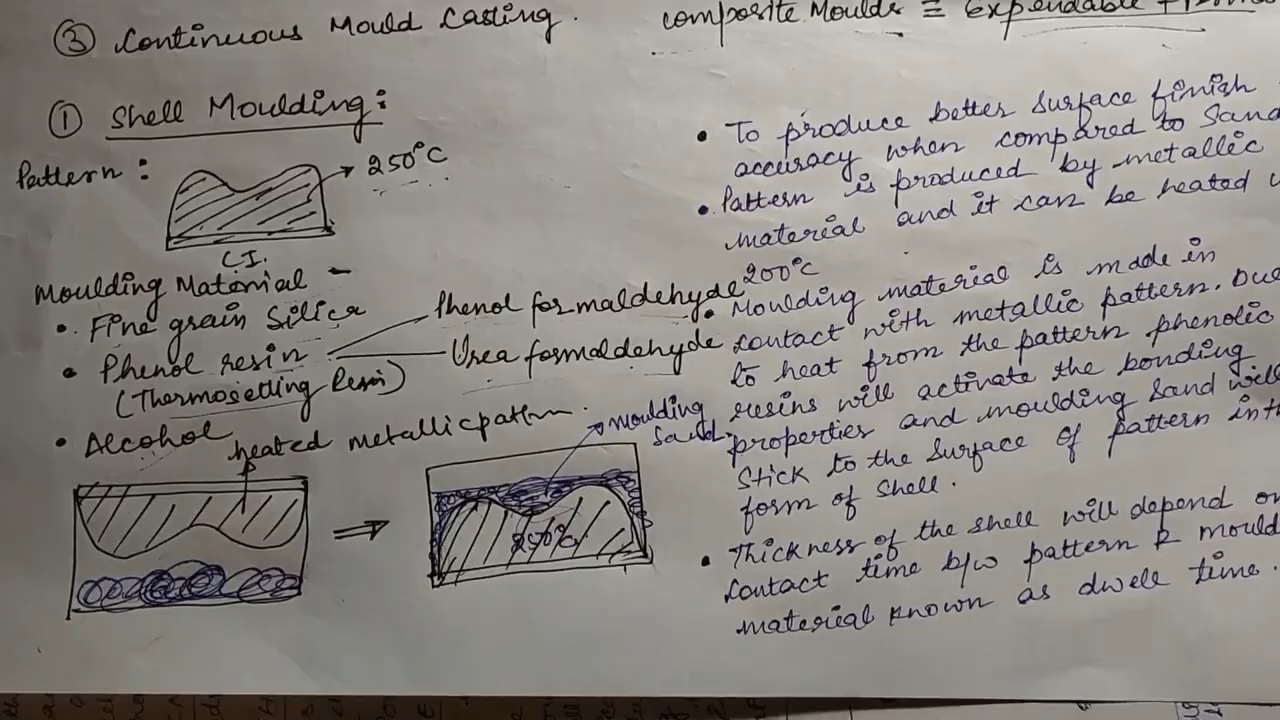 ③ Continuous Mould Casting.
composite Moulds ≡ Expendable +
① Shell Moulding:
Pattern:
250°C
C.I.
Moulding Material -
• Fine grain Silica
• Phenol resin
(Thermosetting Resin)
• Alcohol
Phenol formaldehyde
Urea formaldehyde
heated metallic pattern.
moulding
sand.
⇒
250°C
• To produce better surface finish
accuracy when compared to Sand
• Pattern is produced by metallic
material and it can be heated
200°C
• Moulding material is made in
contact with metallic pattern. Due
to heat from the pattern phenolic
resins will activate the bonding
properties and moulding sand will
stick to the surface of pattern in
form of shell.
• Thickness of the shell will depend on
contact time b/w pattern & mould
material known as dwell time.